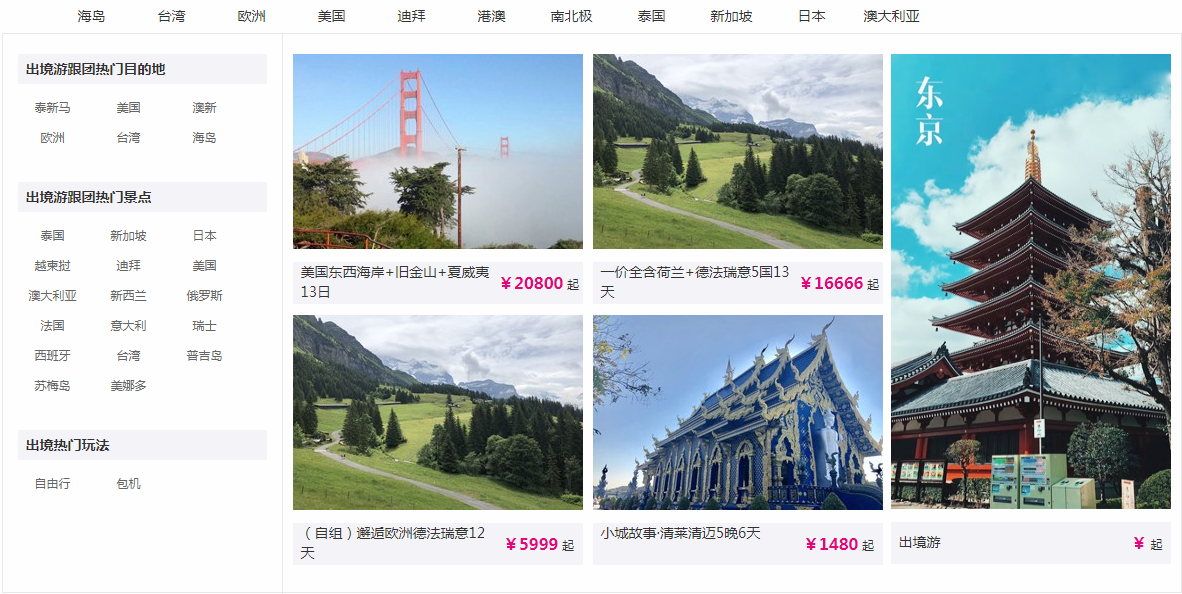 海岛 台湾 欧洲 美国 迪拜 港澳 南北极 泰国 新加坡 日本 澳大利亚
出境游跟团热门目的地
泰新马 美国 澳新
欧洲 台湾 海岛
出境游跟团热门景点
泰国 新加坡 日本
越柬挝 迪拜 美国
澳大利亚 新西兰 俄罗斯
法国 意大利 瑞士
西班牙 台湾 普吉岛
苏梅岛 美娜多
出境热门玩法
自由行 包机
美国东西海岸+旧金山+夏威夷
13日
¥20800 起
一价全含荷兰+德法瑞意5国13
天
¥16666 起
（自组）邂逅欧洲德法瑞意12
天
¥5999 起
小城故事·清莱清迈5晚6天
¥1480 起
东
京
出境游
¥ 起